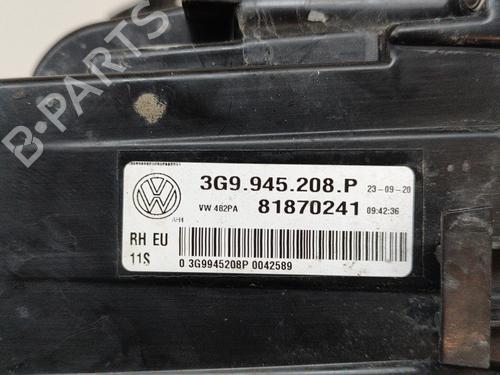 B-PARTS
3G9.945.208.P 23-09-20
VW 482PA 81870241 09:42:36
RH EU
11S 0 3G9945208P 0042589